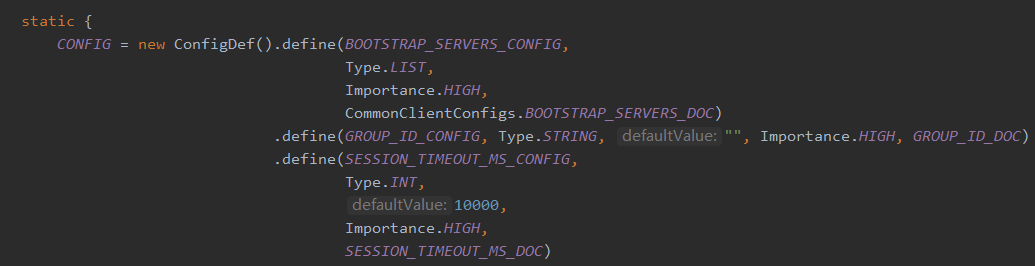 static {
CONFIG = new ConfigDef().define(BOOTSTRAP_SERVERS_CONFIG,
Type.LIST,
Importance.HIGH,
CommonClientConfigs.BOOTSTRAP_SERVERS_DOC)
.define(GROUP_ID_CONFIG, Type.STRING, defaultValue: "", Importance.HIGH, GROUP_ID_DOC)
.define(SESSION_TIMEOUT_MS_CONFIG,
Type.INT,
defaultValue: 10000,
Importance.HIGH,
SESSION_TIMEOUT_MS_DOC)